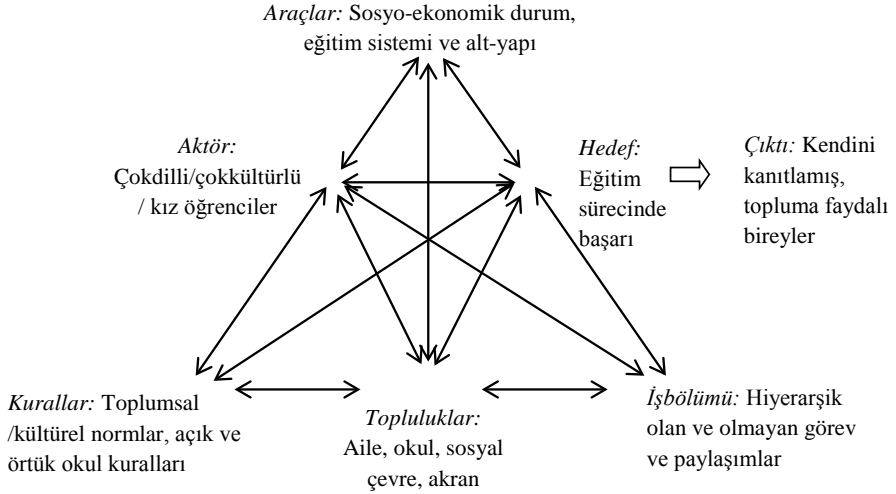 Araçlar: Sosyo-ekonomik durum,
eğitim sistemi ve alt-yapı
Aktör:
Çokdilli/çokkültürlü
/ kız öğrenciler
Hedef:
Eğitim
sürecinde
başarı
Çıktı: Kendini
kanıtlamış,
topluma faydalı
bireyler
Kurallar: Toplumsal
/kültürel normlar, açık ve
örtük okul kuralları
Topluluklar:
Aile, okul, sosyal
çevre, akran
İşbölümü: Hiyerarşik
olan ve olmayan görev
ve paylaşımlar